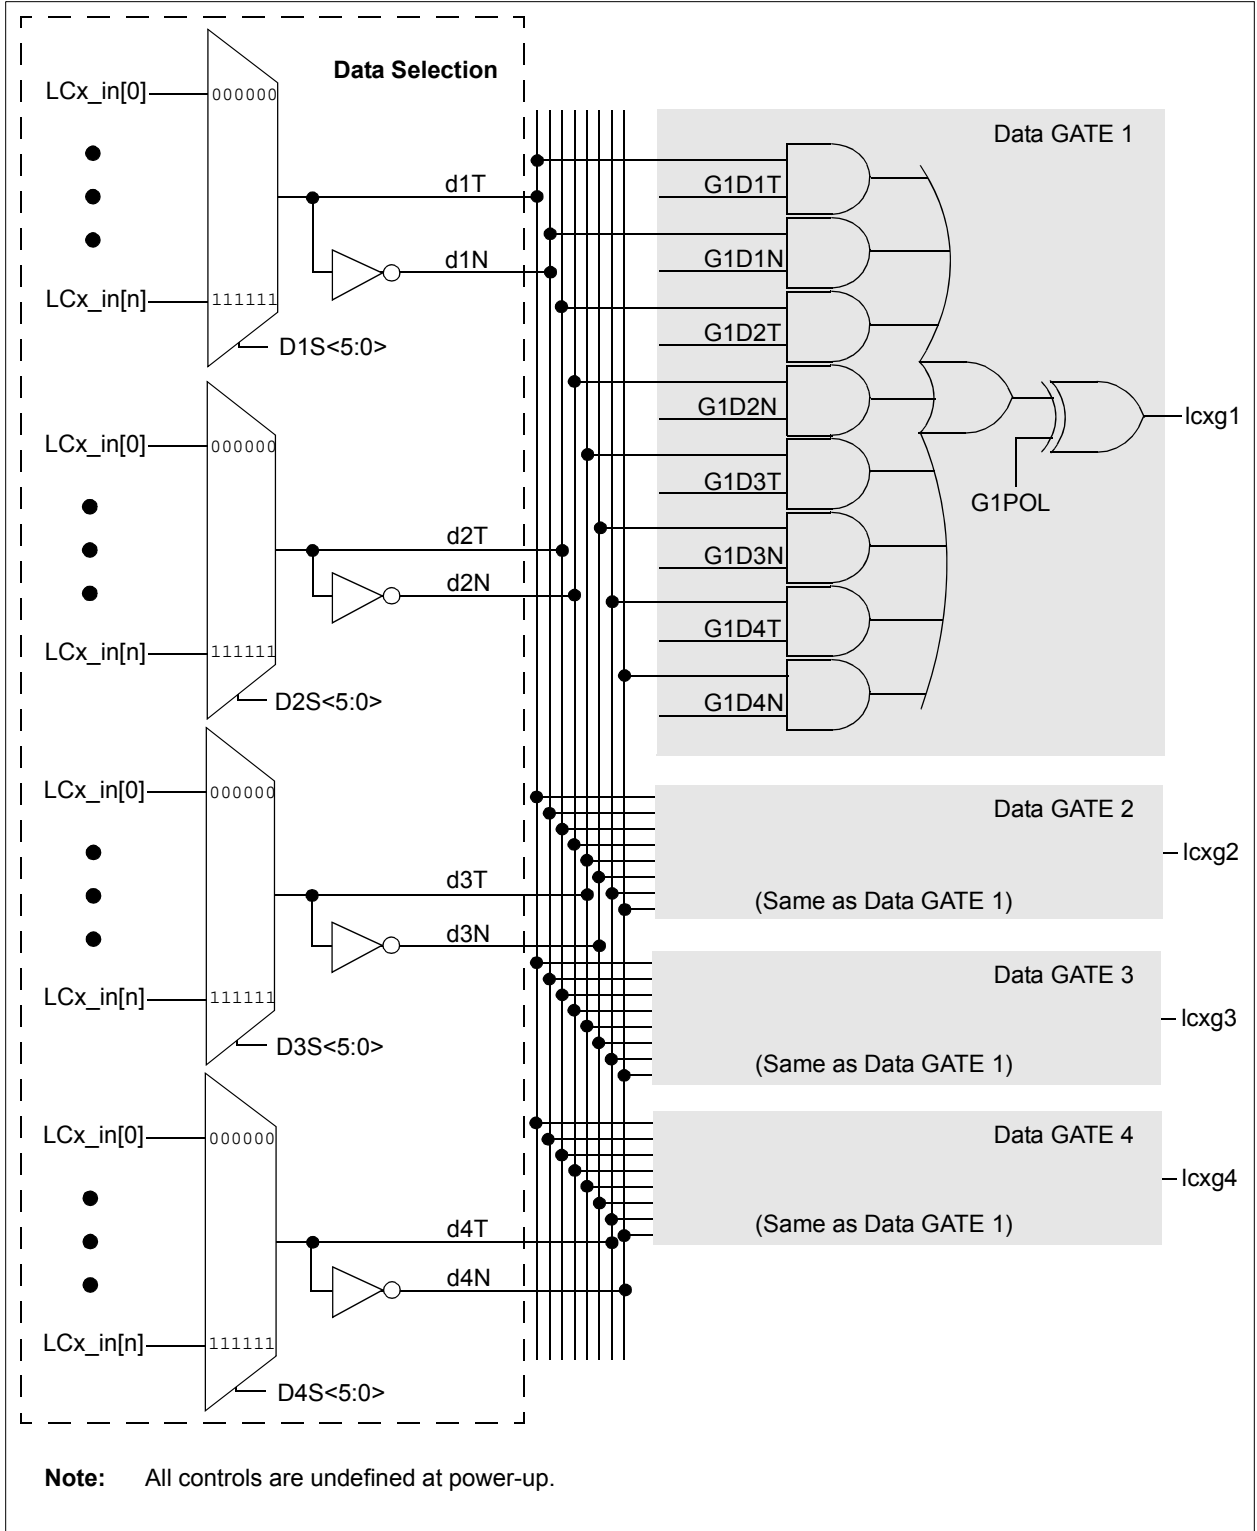 Data Selection
LCx_in[0]
000000
d1T
d1N
LCx_in[n]
111111
D1S<5:0>
LCx_in[0]
000000
d2T
d2N
LCx_in[n]
111111
D2S<5:0>
LCx_in[0]
000000
d3T
d3N
LCx_in[n]
111111
D3S<5:0>
LCx_in[0]
000000
d4T
d4N
LCx_in[n]
111111
D4S<5:0>
Data GATE 1
G1D1T
G1D1N
G1D2T
G1D2N
G1D3T
G1D3N
G1D4T
G1D4N
G1POL
lcxg1
Data GATE 2
(Same as Data GATE 1)
lcxg2
Data GATE 3
(Same as Data GATE 1)
lcxg3
Data GATE 4
(Same as Data GATE 1)
lcxg4
Note: All controls are undefined at power-up.